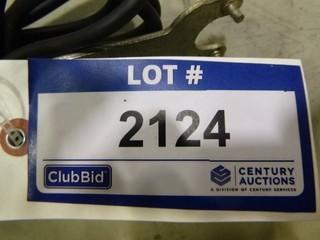 LOT #
2124
ClubBid
CENTURY
AUCTIONS
A DIVISION OF CENTURY SERVICES